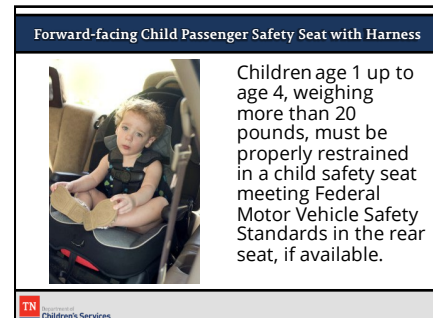 Forward-facing Child Passenger Safety Seat with Harness
Children age 1 up to
age 4, weighing
more than 20
pounds, must be
properly restrained
in a child safety seat
meeting Federal
Motor Vehicle Safety
Standards in the rear
seat, if available.
TN
Department of
Children's Services